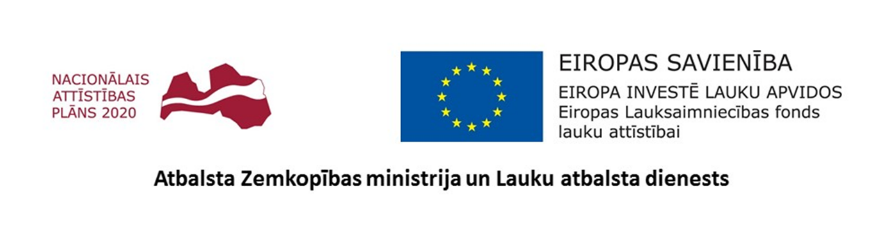 NACIONĀLAIS
ATTĪSTĪBAS
PLĀNS 2020
EIROPAS SAVIENĪBA
EIROPA INVESTĒ LAUKU APVIDOS
Eiropas Lauksaimniecības fonds
lauku attīstībai
Atbalsta Zemkopības ministrija un Lauku atbalsta dienests